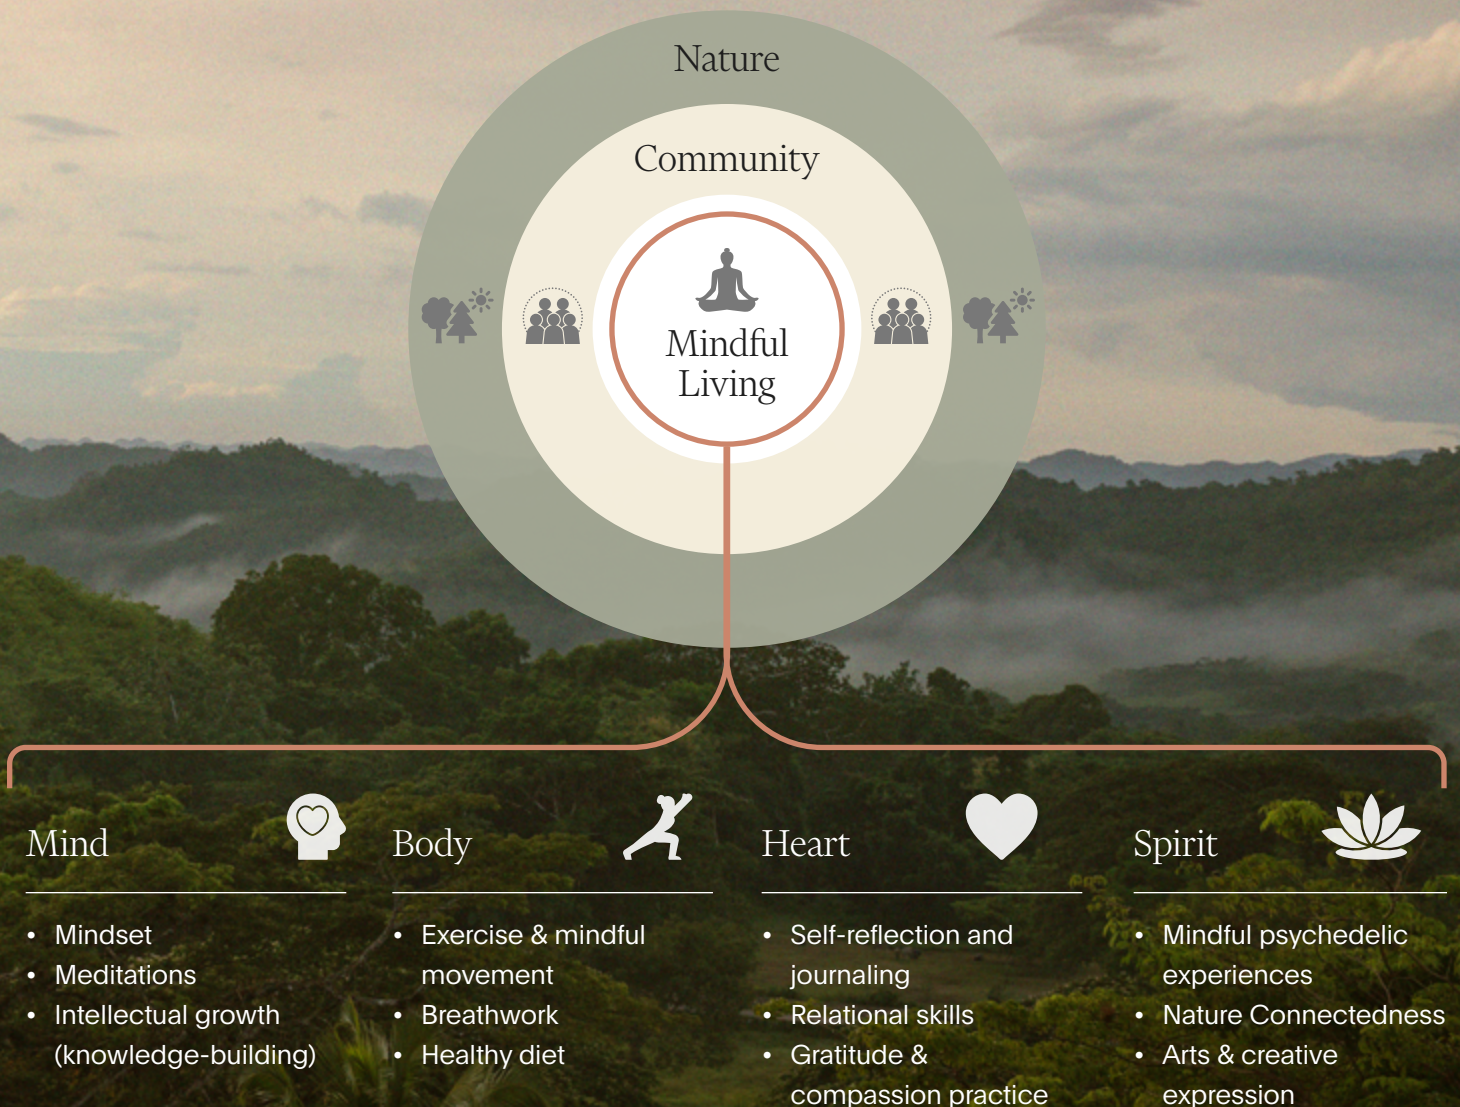 Nature
Community
Mindful
Living
Mind
• Mindset
• Meditations
• Intellectual growth
(knowledge-building)
Body
• Exercise & mindful
movement
• Breathwork
• Healthy diet
Heart
• Self-reflection and
journaling
• Relational skills
• Gratitude &
compassion practice
Spirit
• Mindful psychedelic
experiences
• Nature Connectedness
• Arts & creative
expression